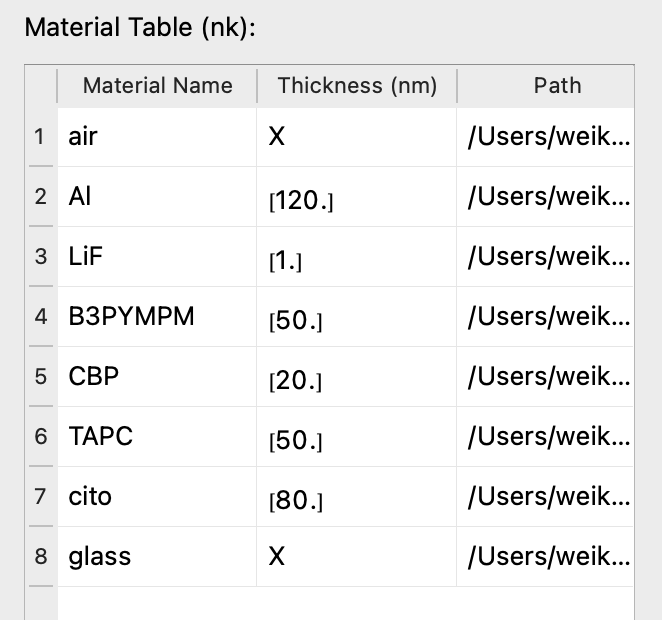 Material Table (nk):
Material Name Thickness (nm) Path
1 air X /Users/weik...
2 Al [120.] /Users/weik...
3 LiF [1.] /Users/weik...
4 B3PYMPM [50.] /Users/weik...
5 CBP [20.] /Users/weik...
6 TAPC [50.] /Users/weik...
7 cito [80.] /Users/weik...
8 glass X /Users/weik...